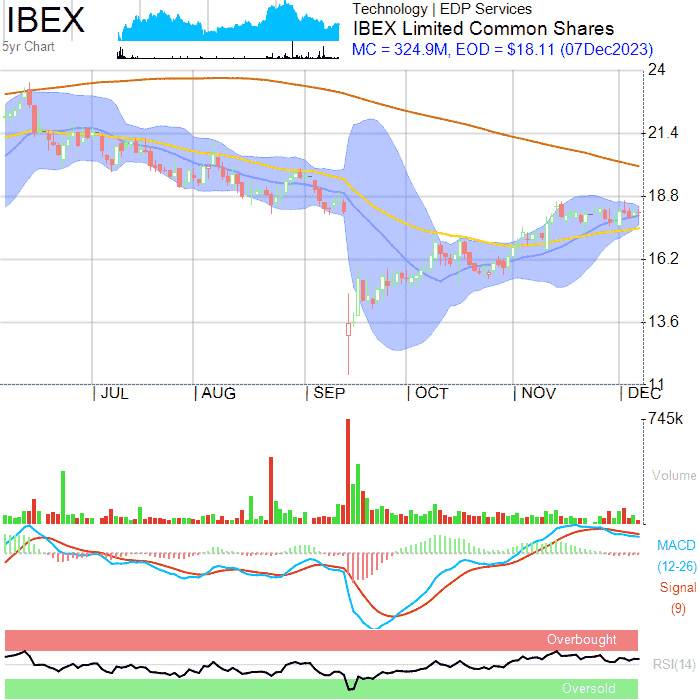 IBEX
5yr Chart
Technology | EDP Services
IBEX Limited Common Shares
MC = 324.9M, EOD = $18.11 (07Dec2023)
24
21.4
18.8
16.2
13.6
11
JUL AUG SEP OCT NOV DEC
745k
Volume
MACD
(12-26)
Signal
(9)
Overbought
RSI(14)
Oversold